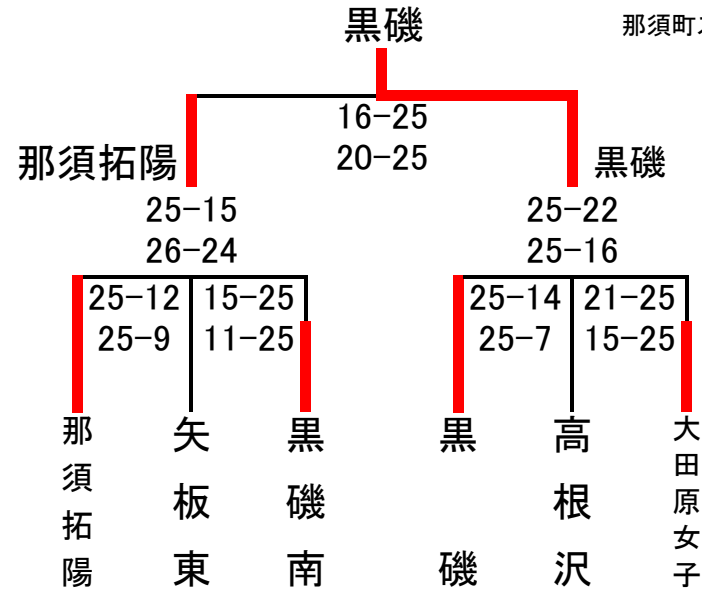 黒磯
那須町
16-25
20-25
那須拓陽
黒磯
25-15
26-24
25-22
25-16
25-12
15-25
25-9
11-25
25-14
21-25
25-7
15-25
那須拓陽
矢板東
黒磯南
黒磯
高根沢
大田原女子